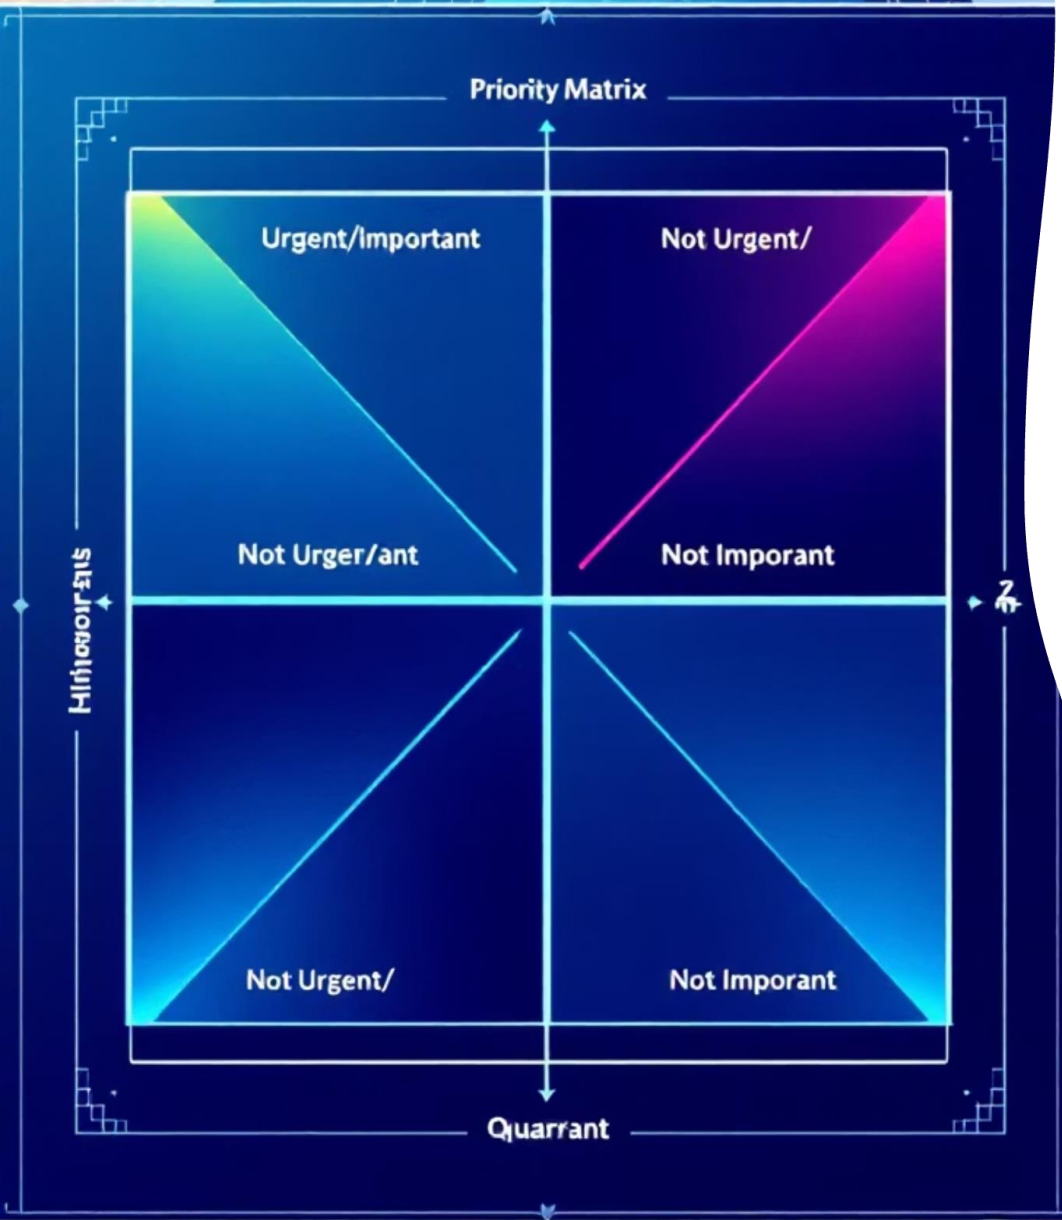 Priority Matrix
Urgent/Important
Not Urgent/
Not Urger/ant
Not Imporant
Not Urgent/
Not Imporant
Quarrant